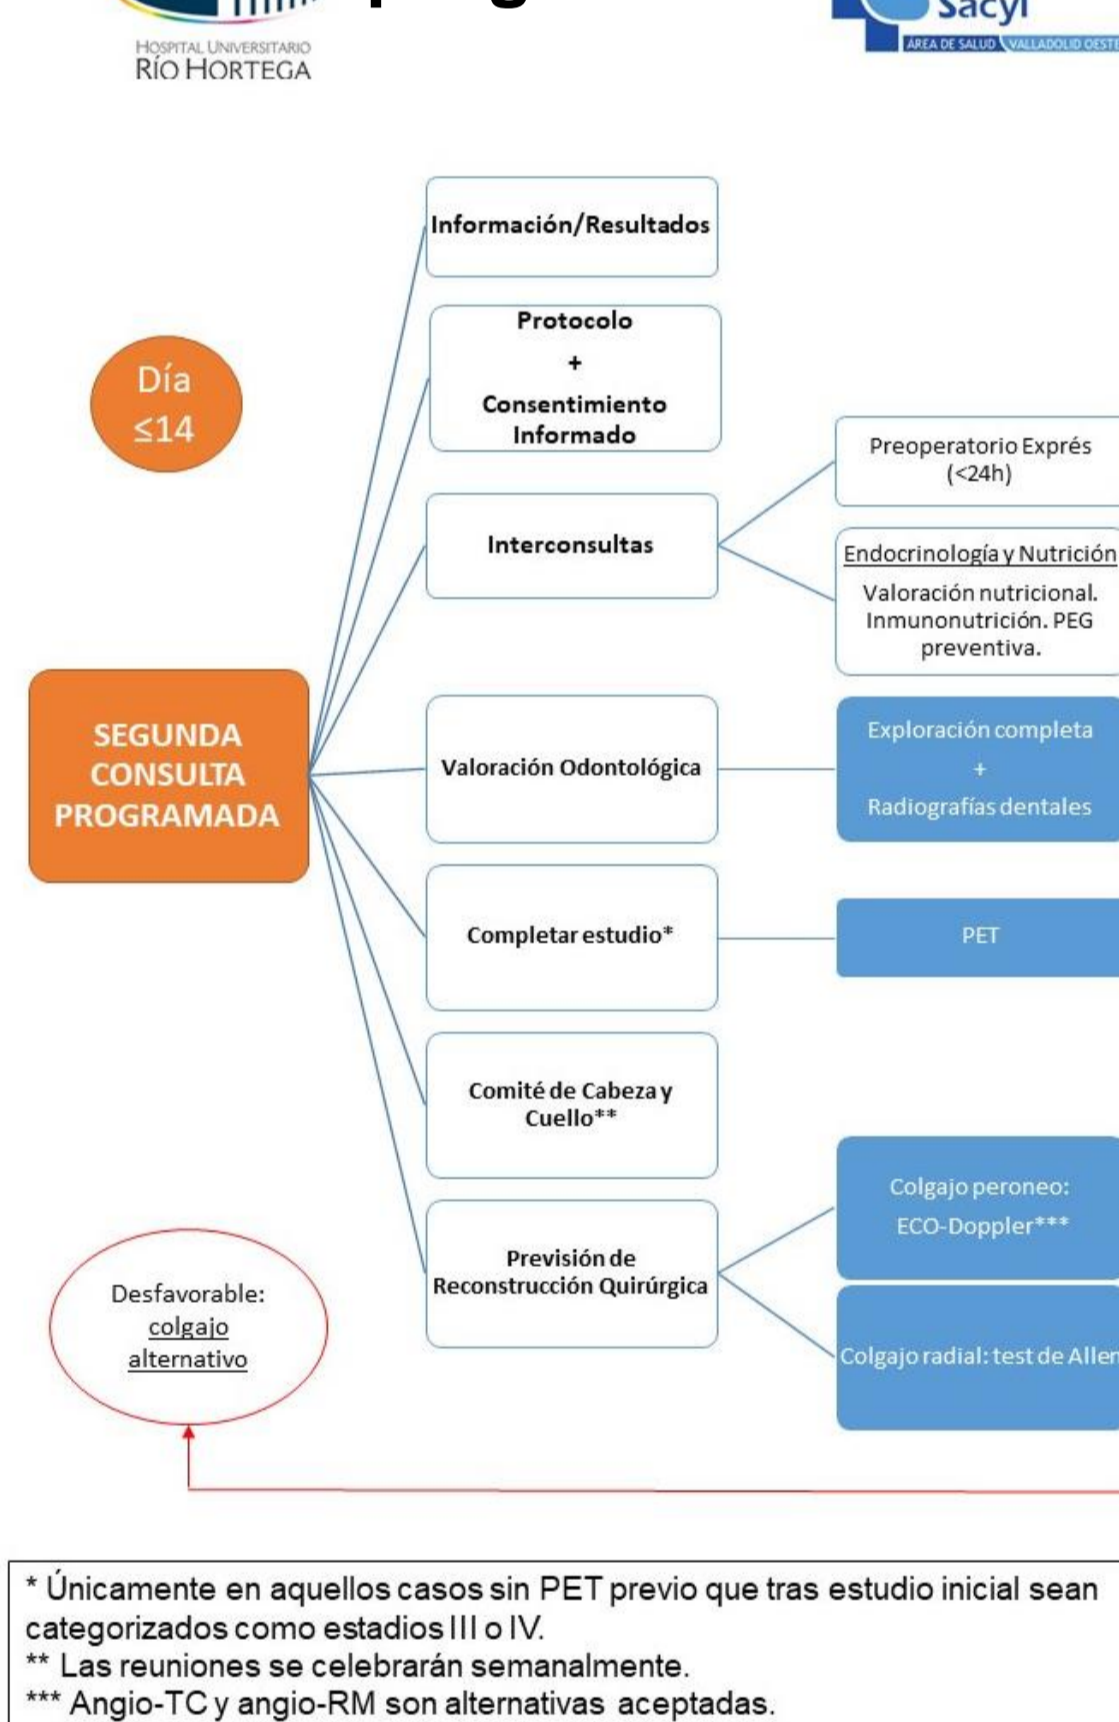 HOSPITAL UNIVERSITARIO
RÍO HORTEGA
Sacyl
ÁREA DE SALUD VALLADOLID OESTE
Información/Resultados
Protocolo
+
Consentimiento
Informado
Día
≤14
Preoperatorio Exprés
(<24h)
Interconsultas
Endocrinología y Nutrición
Valoración nutricional.
Inmunonutrición. PEG
preventiva.
SEGUNDA
CONSULTA
PROGRAMADA
Valoración Odontológica
Exploración completa
+
Radiografías dentales
Completar estudio*
PET
Comité de Cabeza y
Cuello**
Colgajo peroneo:
ECO-Doppler***
Previsión de
Reconstrucción Quirúrgica
Desfavorable:
colgajo
alternativo
Colgajo radial: test de Allen
* Únicamente en aquellos casos sin PET previo que tras estudio inicial sean
categorizados como estadios III o IV.
** Las reuniones se celebrarán semanalmente.
*** Angio-TC y angio-RM son alternativas aceptadas.